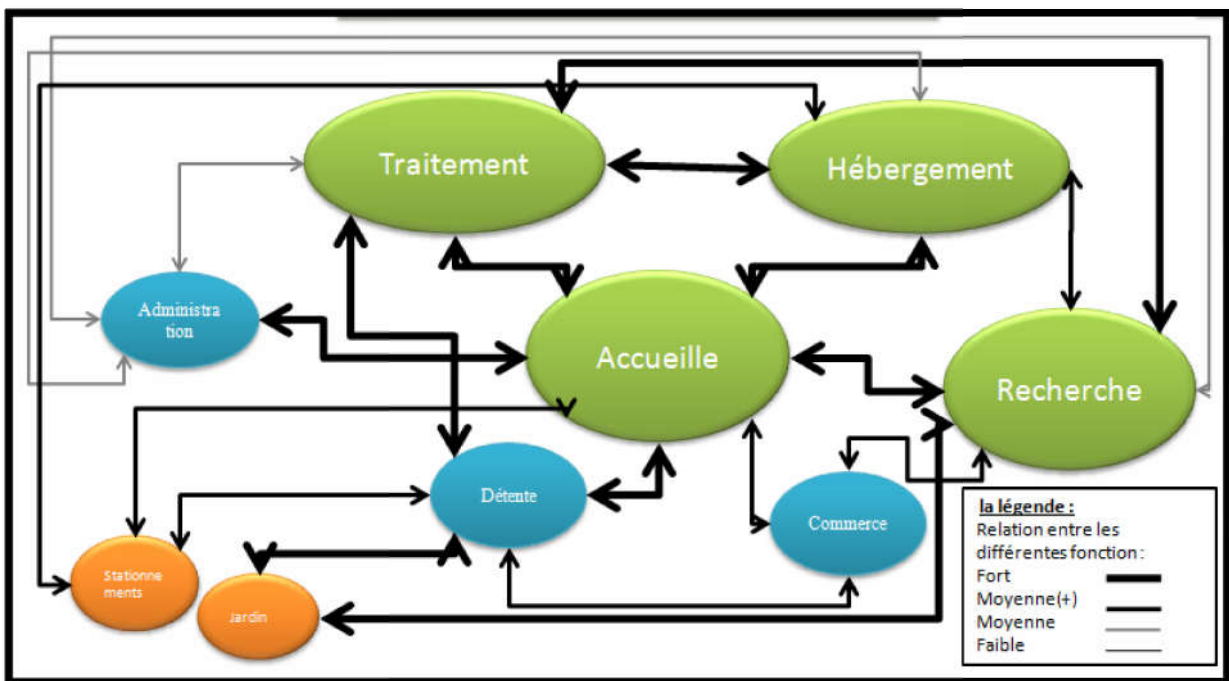 Traitement
Hébergement
Administra
tion
Accueille
Recherche
Détente
Commerce
Stationne
ments
Jardin
la légende :
Relation entre les
différentes fonction :
Fort
Moyenne(+)
Moyenne
Faible